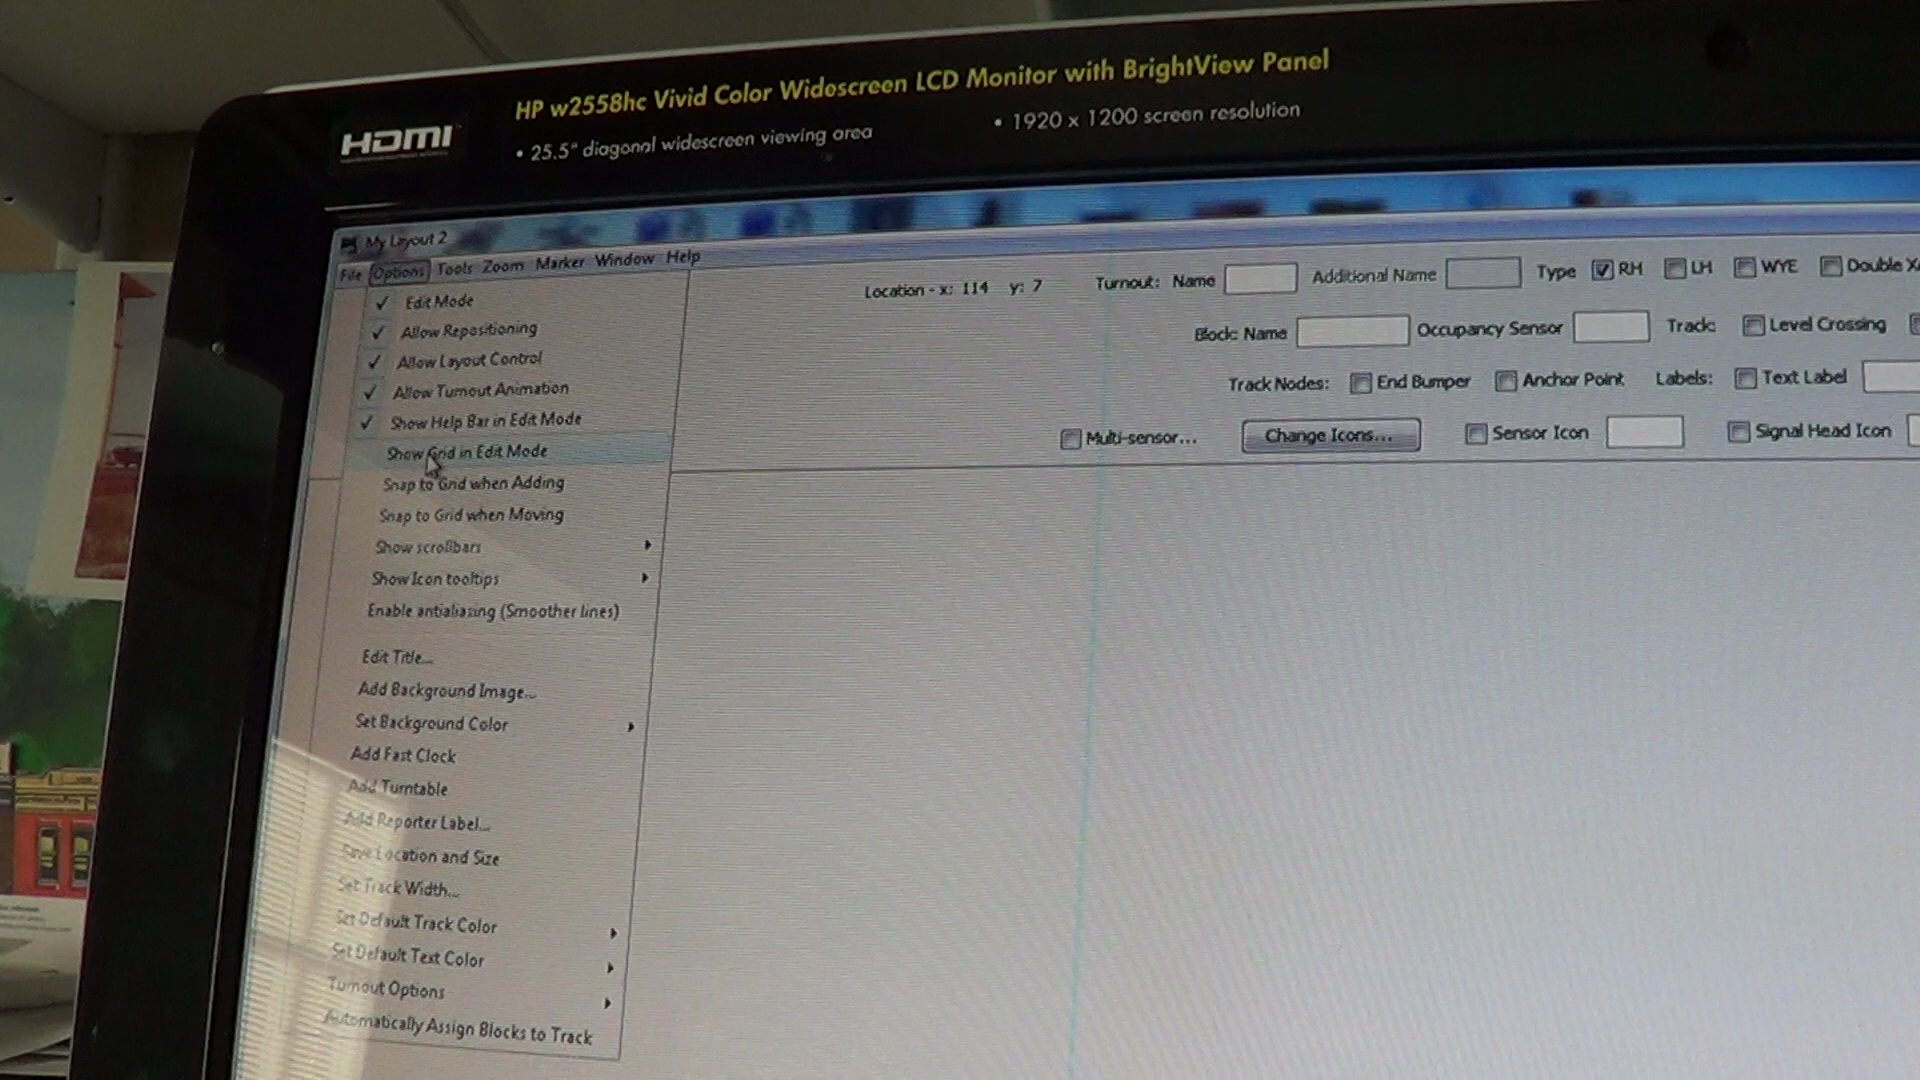 HP w2558hc Vivid Color Widescreen LCD Monitor with BrightView Panel
HDMI
• 25.5" diagonal widescreen viewing area
• 1920 x 1200 screen resolution
My Layout 2
File Options Tools Zoom Marker Window Help
Location - x: 114 y: 7
Turnout: Name
Additional Name
Type RH LH WYE Double
Block: Name
Occupancy Sensor
Track: Level Crossing
Track Nodes: End Bumper Anchor Point Labels: Text Label
Multi-sensor...
Change Icons...
Sensor Icon
Signal Head Icon
Edit Mode
Allow Repositioning
Allow Layout Control
Allow Turnout Animation
Show Help Bar in Edit Mode
Show Grid in Edit Mode
Snap to Grid when Adding
Snap to Grid when Moving
Show scrollbars
Show Icon tooltips
Enable antialiasing (Smoother lines)
Edit Title...
Add Background Image...
Set Background Color
Add Fast Clock
Add Turntable
Add Reporter Label...
Save Location and Size
Set Track Width...
Set Default Track Color
Set Default Text Color
Turnout Options
Automatically Assign Blocks to Track